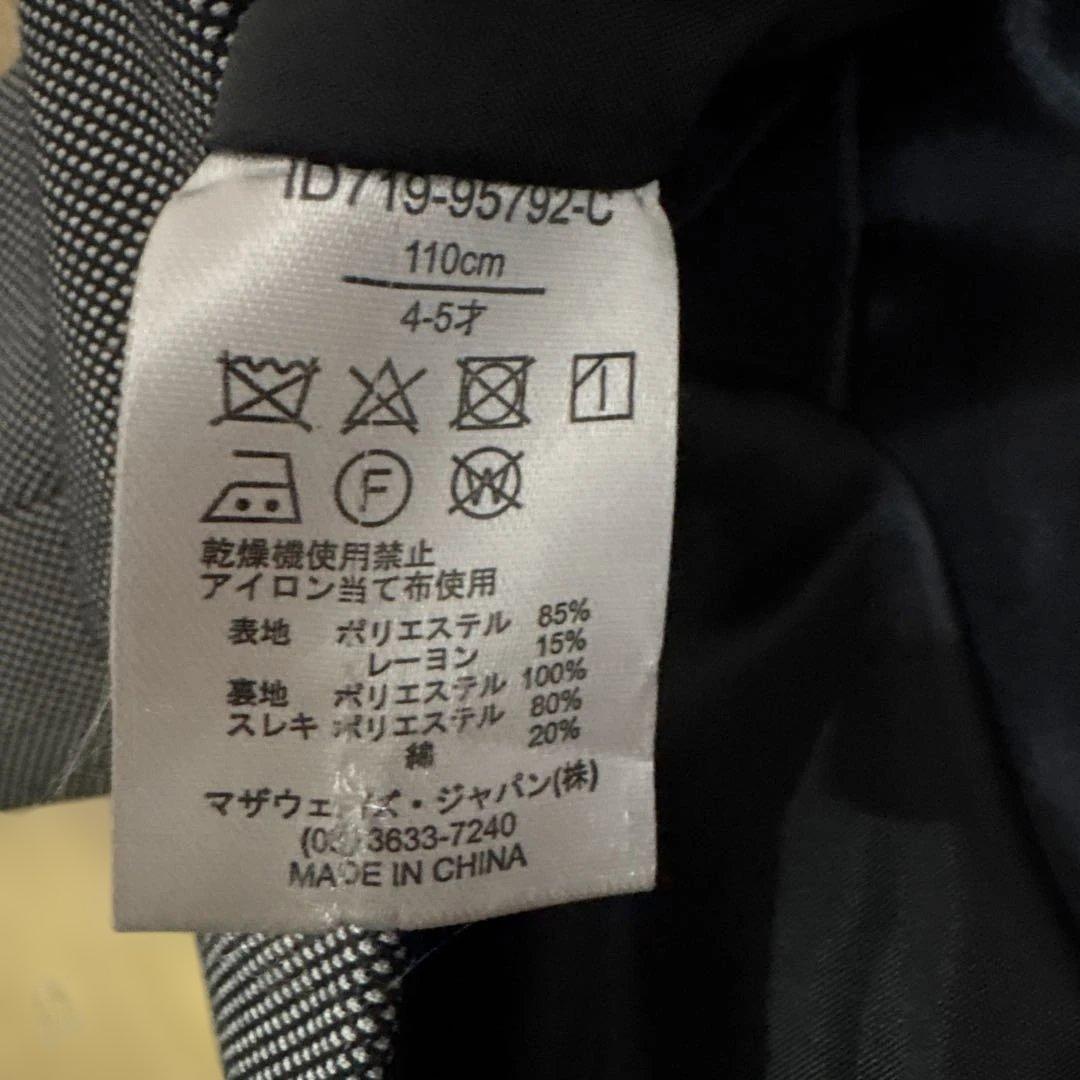 ID719-95792-C
110cm
4-5才
F W
乾燥機使用禁止
アイロン当て布使用
表地 ポリエステル 85%
レーヨン 15%
裏地 ポリエステル 100%
スレキ ポリエステル 80%
綿 20%
マザウェイズ・ジャパン(株)
(03) 3633-7240
MADE IN CHINA